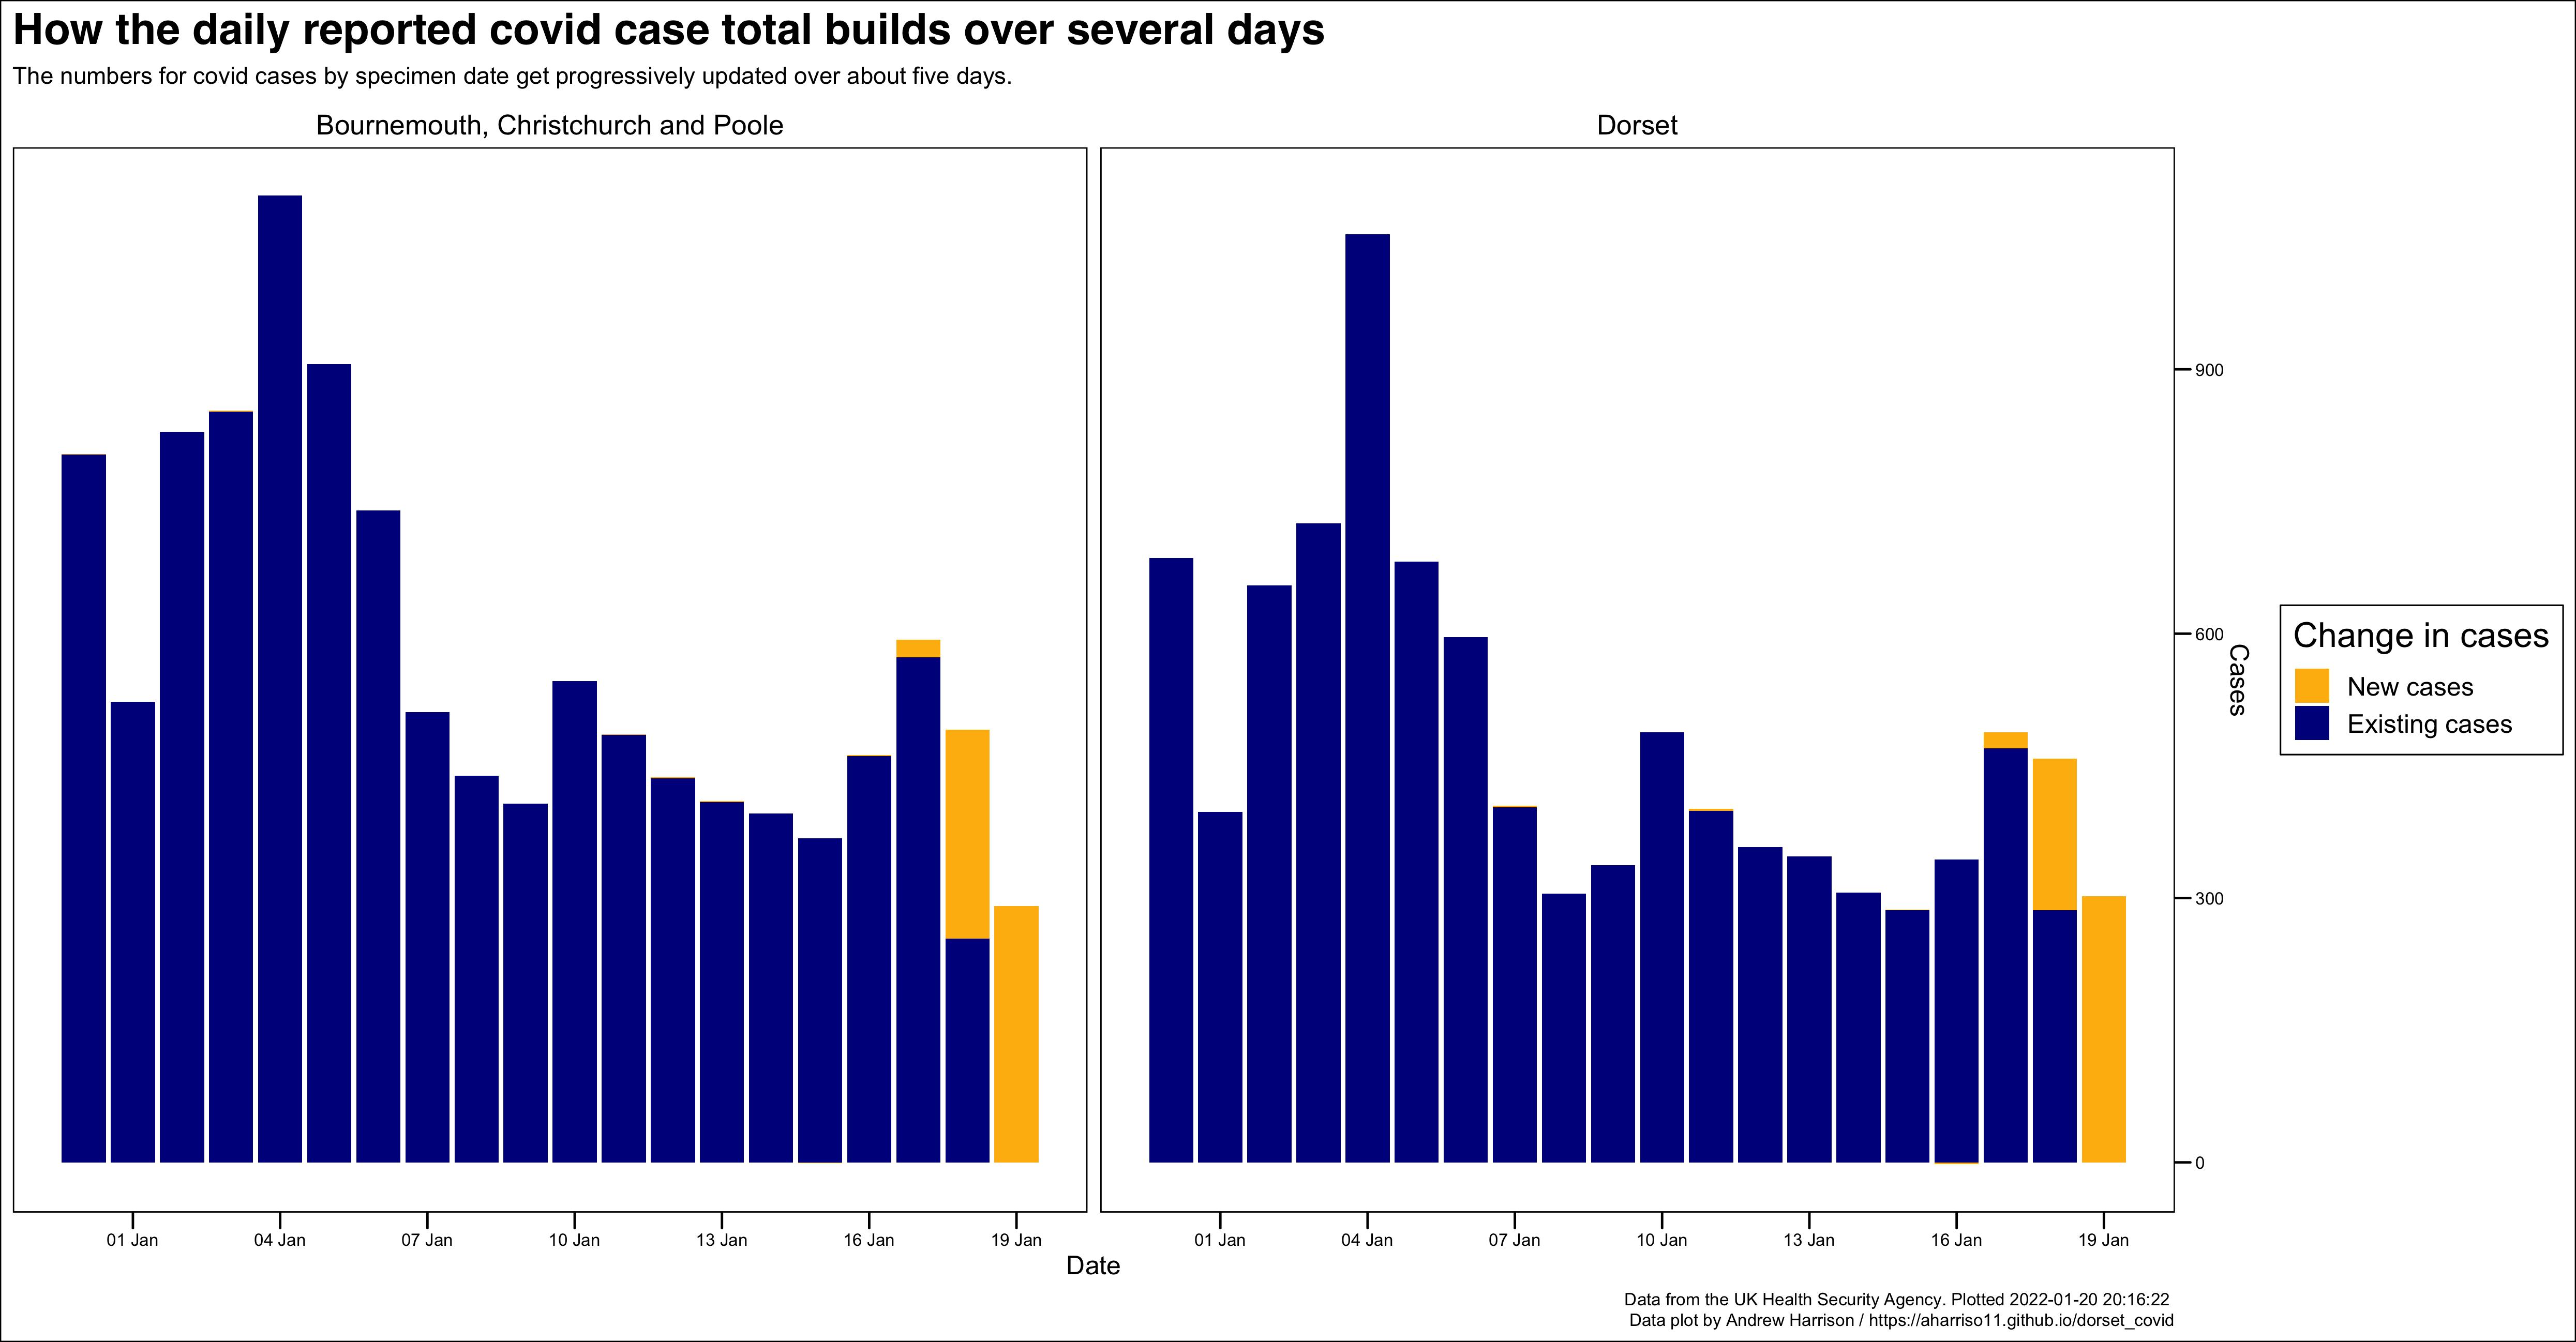 How the daily reported covid case total builds over several days
The numbers for covid cases by specimen date get progressively updated over about five days.
Bournemouth, Christchurch and Poole
Dorset
900
600
300
0
Cases
Change in cases
New cases
Existing cases
01 Jan 04 Jan 07 Jan 10 Jan 13 Jan 16 Jan 19 Jan
01 Jan 04 Jan 07 Jan 10 Jan 13 Jan 16 Jan 19 Jan
Date
Data from the UK Health Security Agency. Plotted 2022-01-20 20:16:22
Data plot by Andrew Harrison / https://aharriso11.github.io/dorset_covid